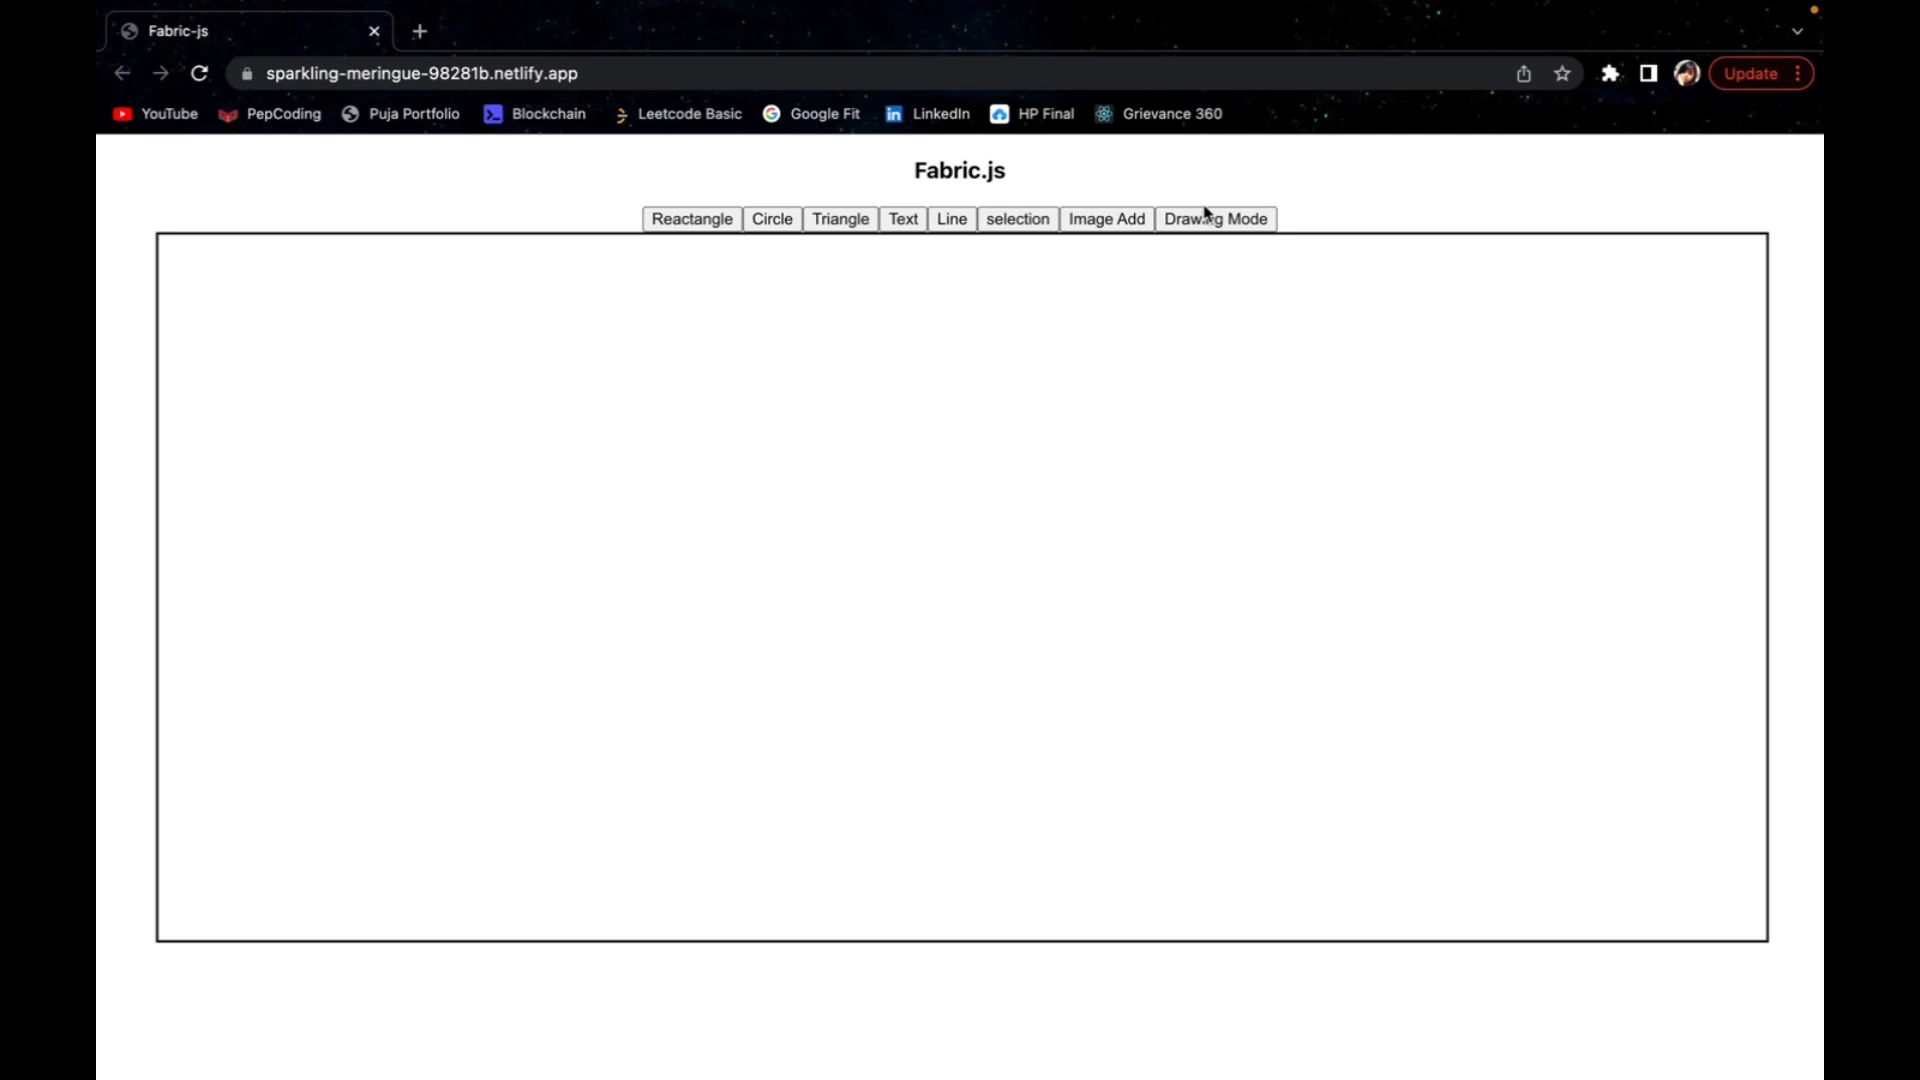 Fabric-js
sparkling-meringue-98281b.netlify.app
Update
YouTube PepCoding Puja Portfolio Blockchain Leetcode Basic Google Fit LinkedIn HP Final Grievance 360
Fabric.js
Reactangle Circle Triangle Text Line selection Image Add Drawing Mode